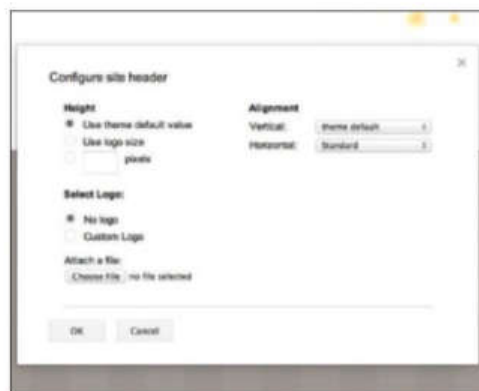 Configure site header
Height
Use theme default value
Use logo size
pixels
Alignment
Vertical: theme default
Horizontal: Standard
Select Logo:
No logo
Custom Logo
Attach a file:
Choose File no file selected
OK Cancel